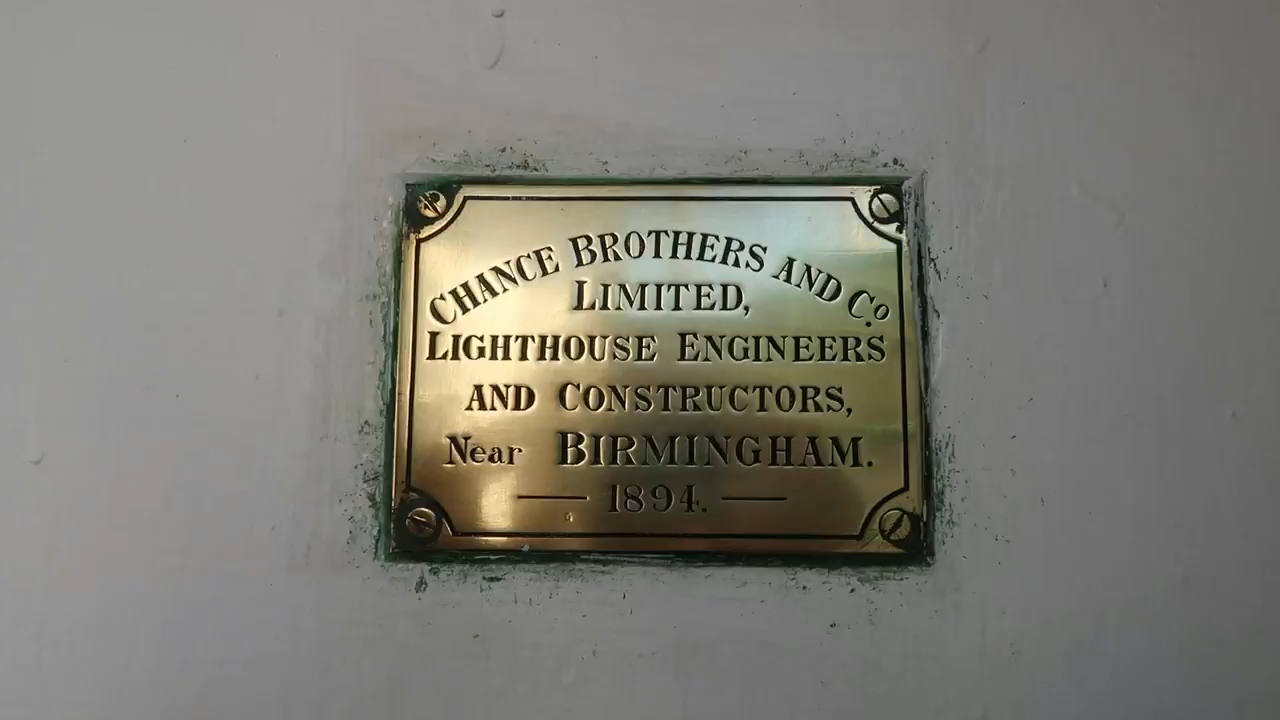 CHANCE BROTHERS AND Co.
LIMITED,
LIGHTHOUSE ENGINEERS
AND CONSTRUCTORS,
Near BIRMINGHAM.
1894.